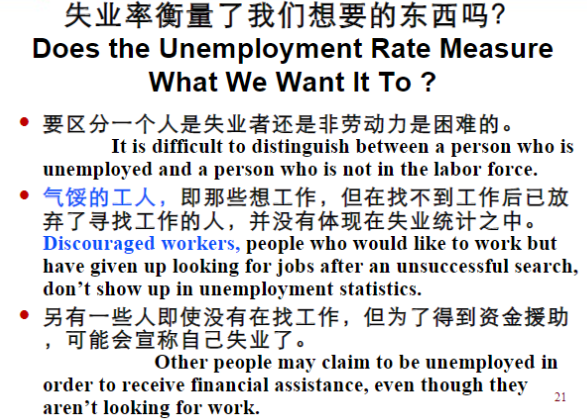 失业率衡量了我们想要的东西吗？
Does the Unemployment Rate Measure
What We Want It To ?
• 要区分一个人是失业者还是非劳动力是困难的。
It is difficult to distinguish between a person who is
unemployed and a person who is not in the labor force.
• 气馁的工人，即那些想工作，但在找不到工作后已放
弃了寻找工作的人，并没有体现在失业统计之中。
Discouraged workers, people who would like to work but
have given up looking for jobs after an unsuccessful search,
don’t show up in unemployment statistics.
• 另有一些人即使没有在找工作，但为了得到资金援助
，可能会宣称自己失业了。
Other people may claim to be unemployed in
order to receive financial assistance, even though they
aren’t looking for work.
21